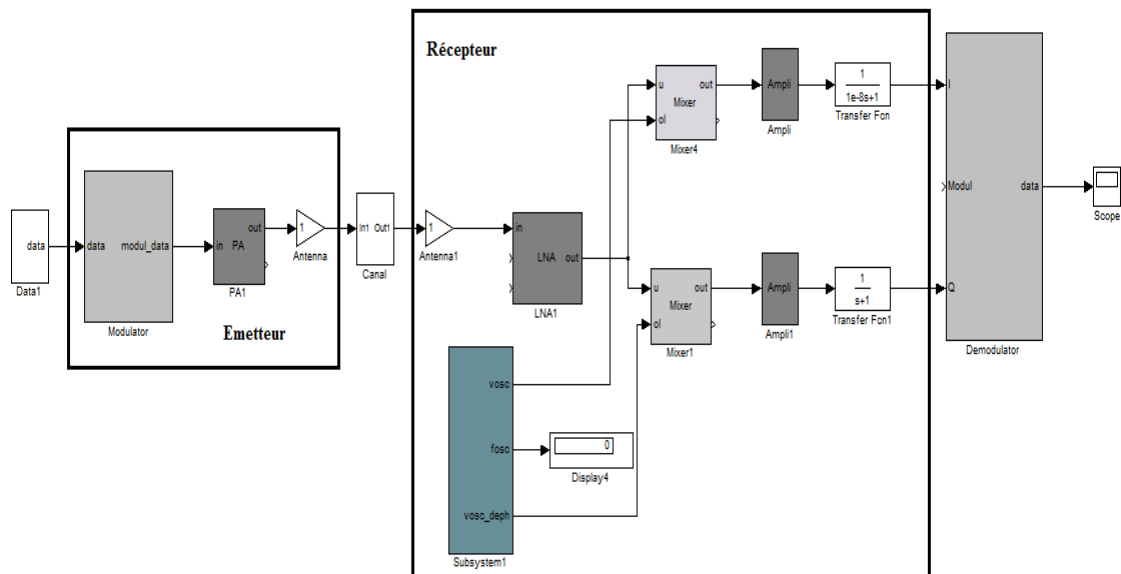 data
Data1
data
modul_data
Modulator
in
PA
out
PA1
1
Antenna
Emetteur
In1 Out1
Canal
Récepteur
1
Antenna1
in
LNA
out
LNA1
vosc
fosc
vosc_deph
Subsystem1
0
Display4
u
ol
out
Mixer
Mixer4
Ampli
Ampli
1
1e-8s+1
Transfer Fcn
u
ol
out
Mixer
Mixer1
Ampli
Ampli1
1
s+1
Transfer Fcn1
I
Modul
Q
data
Demodulator
Scope